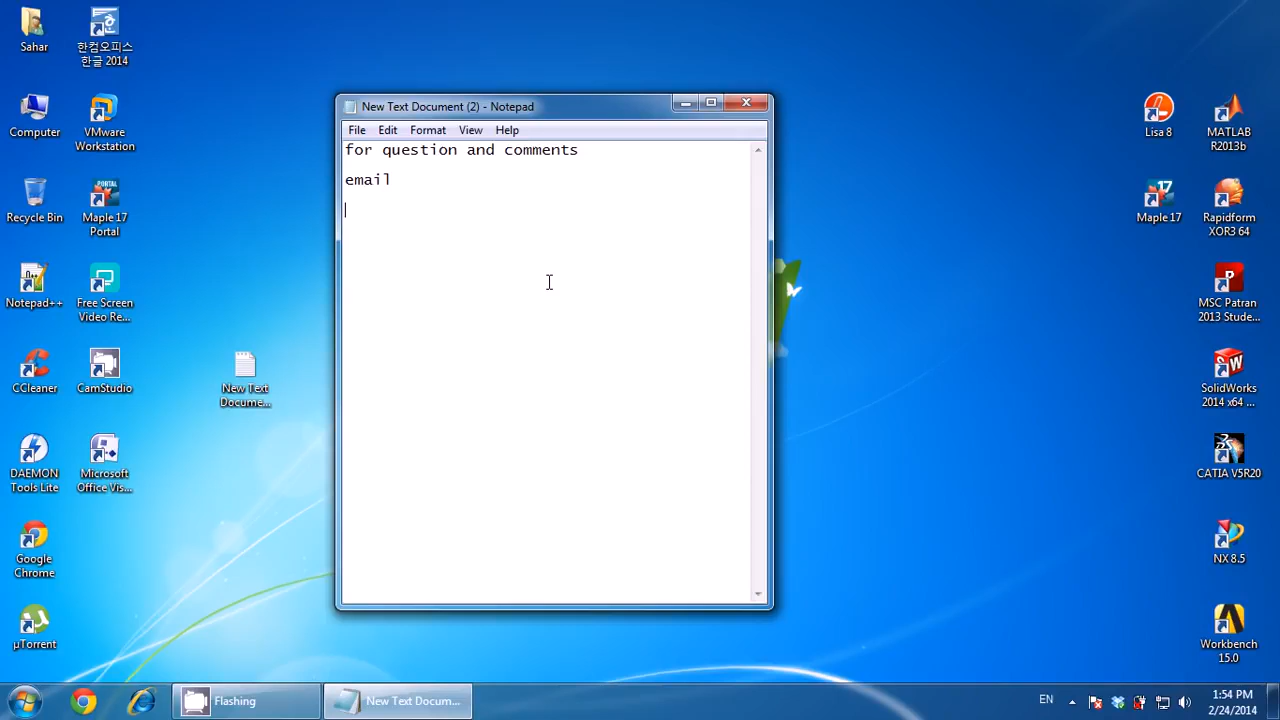 Sahar
한컴오피스
한글 2014
Computer
VMware
Workstation
Recycle Bin
PORTAL
Maple 17
Portal
Notepad++
Free Screen
Video Re...
CCleaner
CamStudio
DAEMON
Tools Lite
Microsoft
Office Vis...
Google
Chrome
µTorrent
New Text
Docume...
New Text Document (2) - Notepad
File Edit Format View Help
for question and comments
email
Lisa 8
MATLAB
R2013b
17
Maple 17
Rapidform
XOR3 64
MSC Patran
2013 Stude...
SolidWorks
2014 x64 ...
CATIA V5R20
NX 8.5
Workbench
15.0
Flashing
New Text Docum...
EN
1:54 PM
2/24/2014